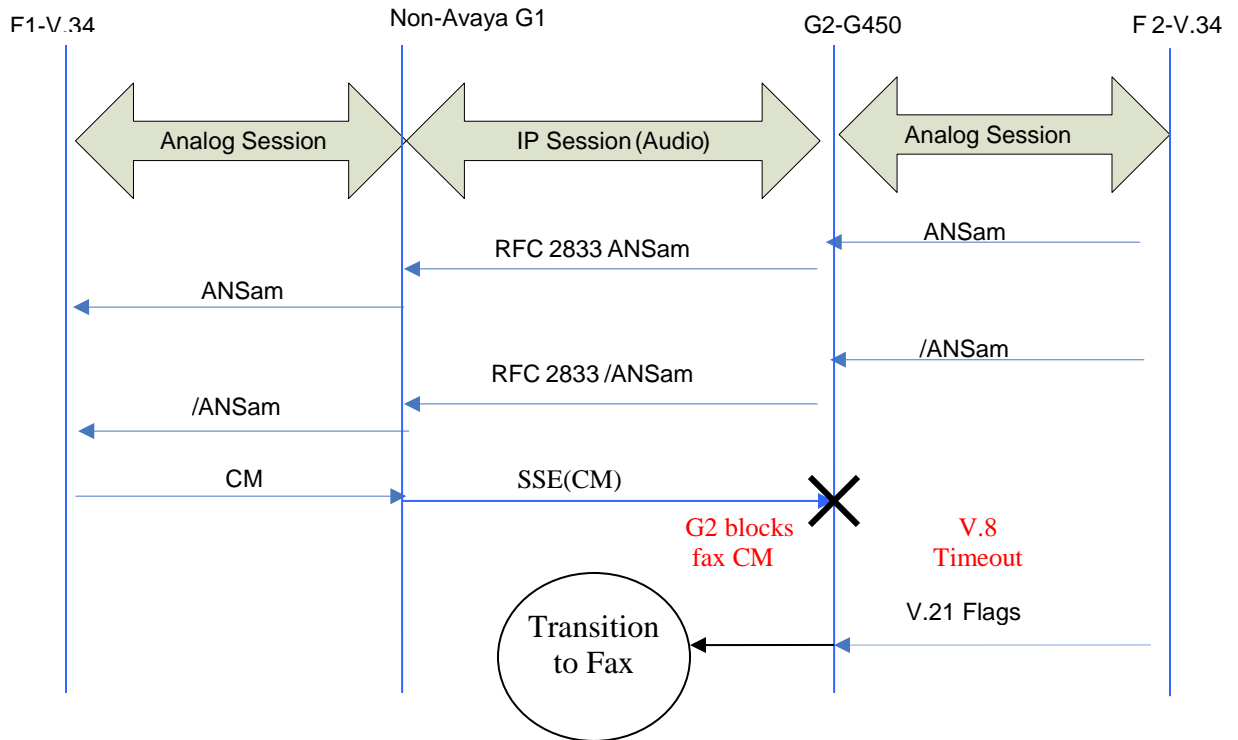 F1-V.34
Non-Avaya G1
G2-G450
F 2-V.34
Analog Session
IP Session (Audio)
Analog Session
ANSam
RFC 2833 ANSam
ANSam
/ANSam
RFC 2833 /ANSam
/ANSam
CM
SSE(CM)
G2 blocks
fax CM
V.8
Timeout
V.21 Flags
Transition
to Fax